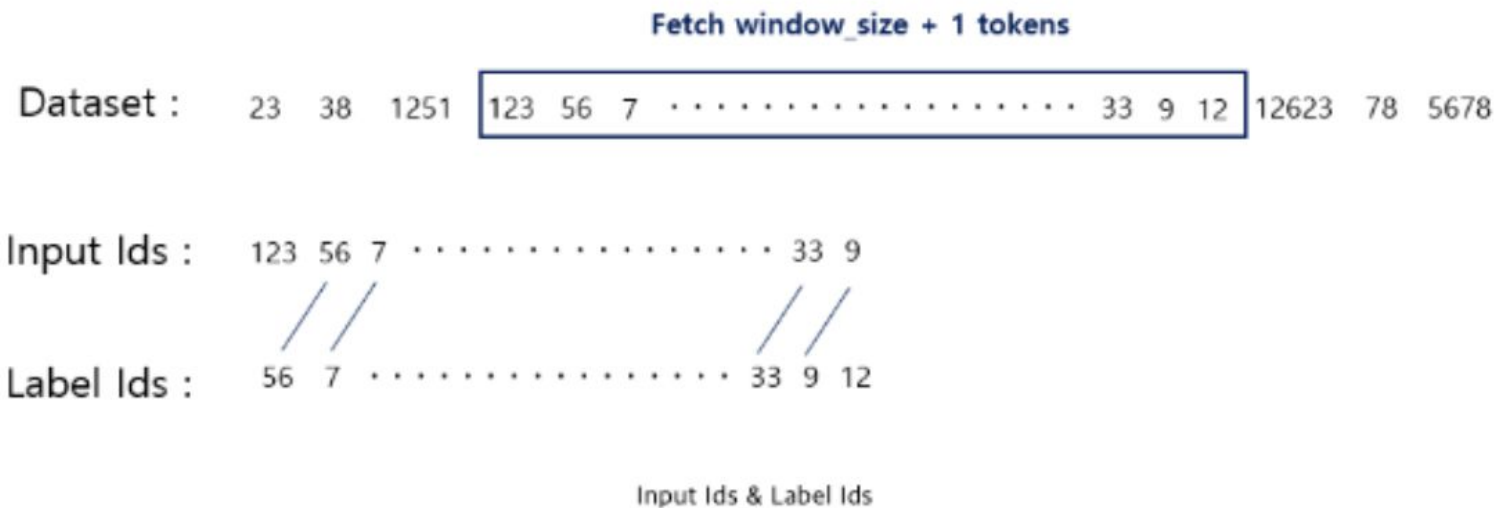 Fetch window_size + 1 tokens
Dataset : 23 38 1251 123 56 7 · · · · · · · · · · · · · · · · · · 33 9 12 12623 78 5678
Input Ids : 123 56 7 · · · · · · · · · · · · · · · · 33 9
Label Ids : 56 7 · · · · · · · · · · · · · · · · 33 9 12
Input Ids & Label Ids